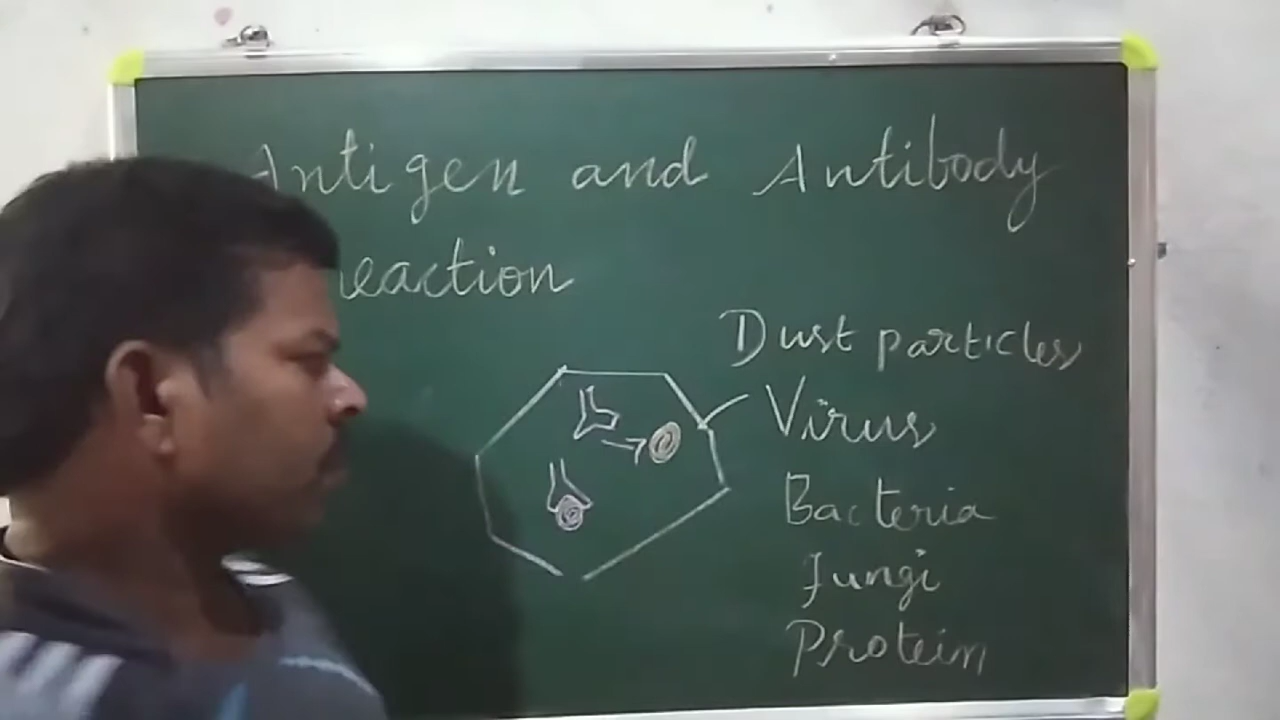 Antigen and Antibody
reaction
Dust particles
Virus
Bacteria
Fungi
Protein